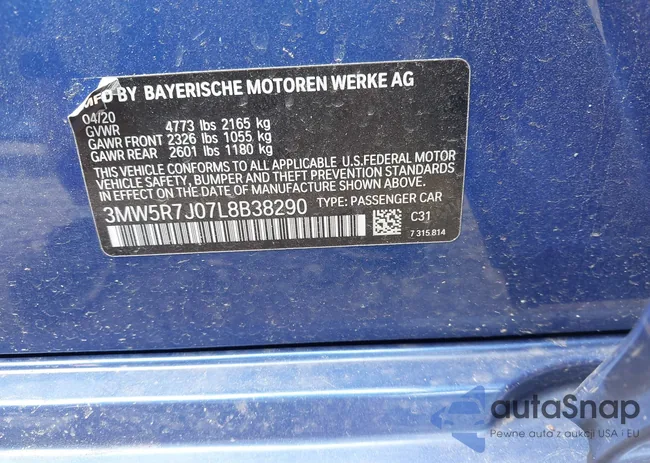 MFD BY BAYERISCHE MOTOREN WERKE AG
04/20
GVWR 4773 lbs 2165 kg
GAWR FRONT 2326 lbs 1055 kg
GAWR REAR 2601 lbs 1180 kg
THIS VEHICLE CONFORMS TO ALL APPLICABLE U.S.FEDERAL MOTOR
VEHICLE SAFETY, BUMPER, AND THEFT PREVENTION STANDARDS
IN EFFECT ON THE DATE OF MANUFACTURE SHOWN ABOVE.
3MW5R7J07L8B38290 TYPE: PASSENGER CAR
C31
7 315.814
autaSnap
Pewne auta z aukcji USA i EU